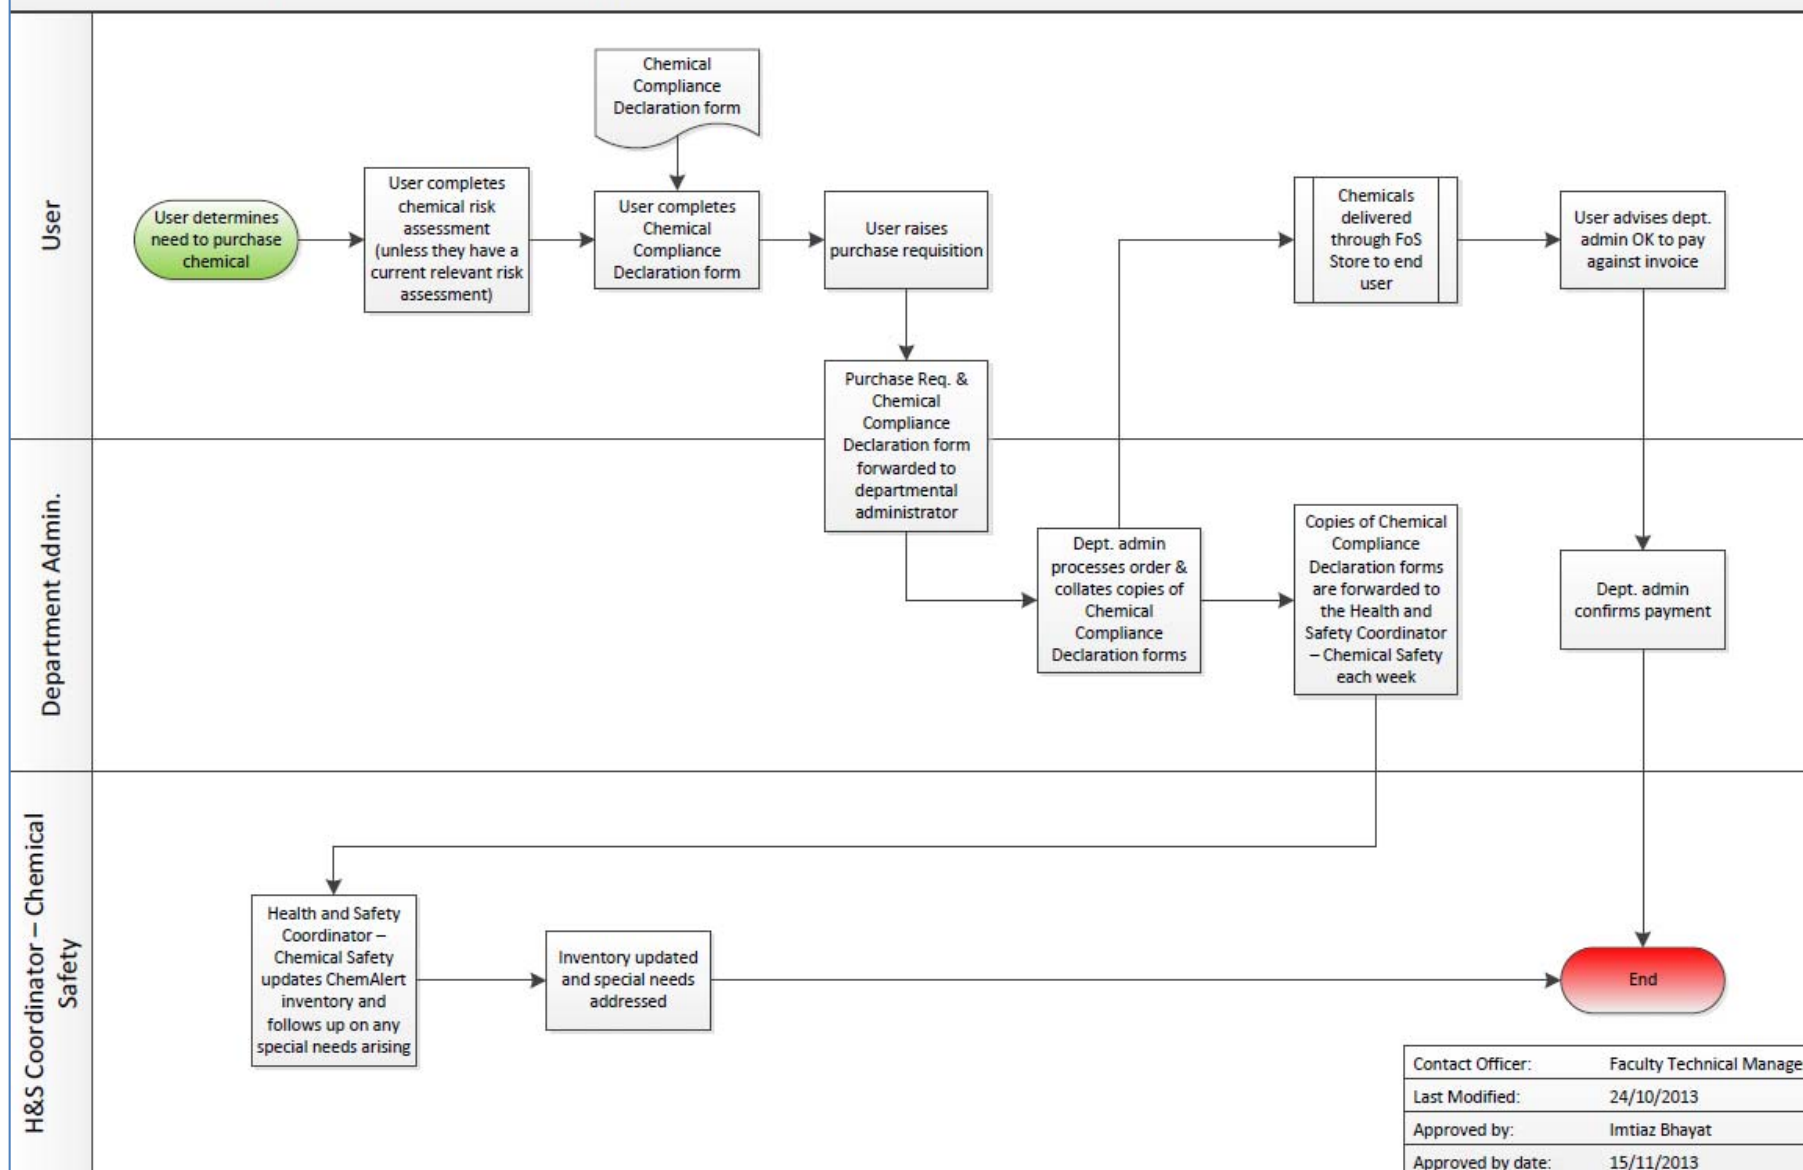 User
Chemical
Compliance
Declaration form
User determines
need to purchase
chemical
User completes
chemical risk
assessment
(unless they have a
current relevant risk
assessment)
User completes
Chemical
Compliance
Declaration form
User raises
purchase requisition
Purchase Req. &
Chemical
Compliance
Declaration form
forwarded to
departmental
administrator
Chemicals
delivered
through FoS
Store to end
user
User advises dept.
admin OK to pay
against invoice
Department Admin.
Dept. admin
processes order &
collates copies of
Chemical
Compliance
Declaration forms
Copies of Chemical
Compliance
Declaration forms
are forwarded to
the Health and
Safety Coordinator
– Chemical Safety
each week
Dept. admin
confirms payment
H&S Coordinator – Chemical
Safety
Health and Safety
Coordinator –
Chemical Safety
updates ChemAlert
inventory and
follows up on any
special needs arising
Inventory updated
and special needs
addressed
End
Contact Officer: Faculty Technical Manage
Last Modified: 24/10/2013
Approved by: Imtiaz Bhayat
Approved by date: 15/11/2013